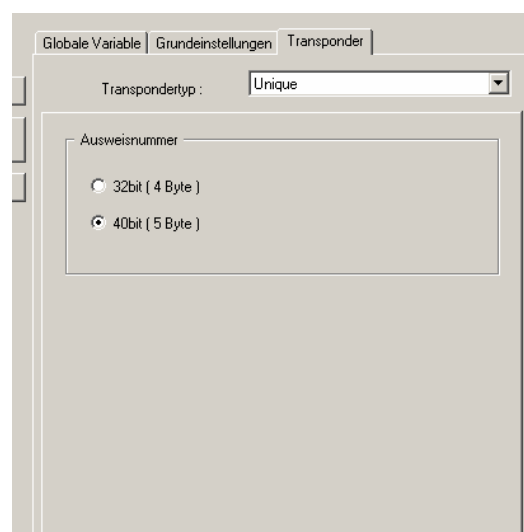 Globale Variable Grundeinstellungen Transponder
Transpondertyp : Unique
Ausweisnummer
32bit ( 4 Byte )
40bit ( 5 Byte )